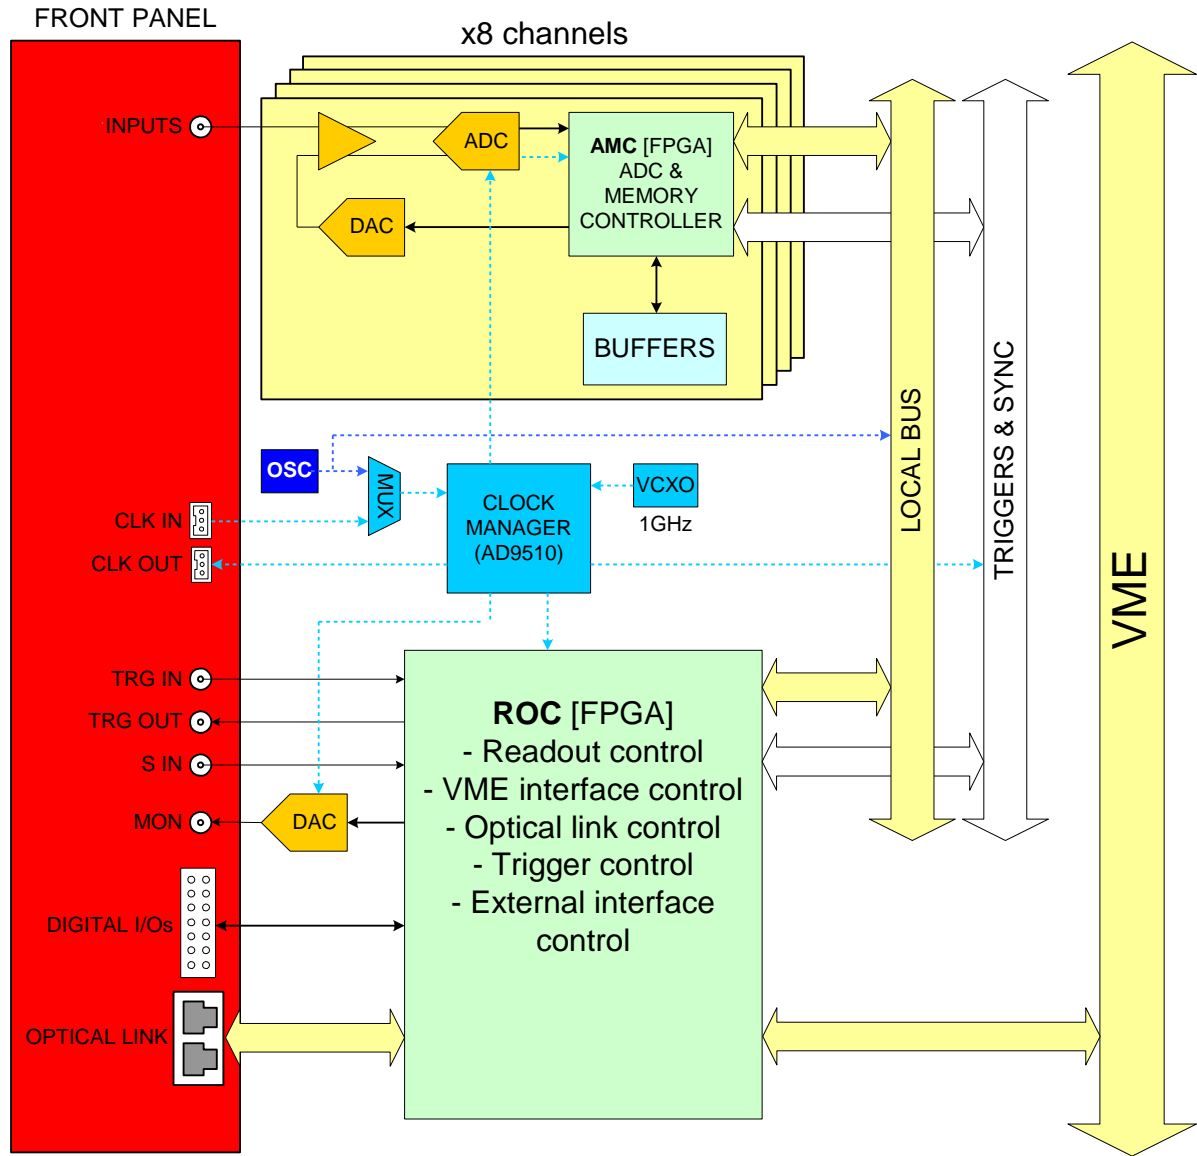 FRONT PANEL
x8 channels
INPUTS
ADC
AMC [FPGA]
ADC &
MEMORY
CONTROLLER
DAC
BUFFERS
LOCAL BUS
TRIGGERS & SYNC
VME
OSC
MUX
CLOCK
MANAGER
(AD9510)
VCXO
1GHz
CLK IN
CLK OUT
TRG IN
TRG OUT
S IN
MON
DAC
ROC [FPGA]
- Readout control
- VME interface control
- Optical link control
- Trigger control
- External interface
control
DIGITAL I/Os
OPTICAL LINK